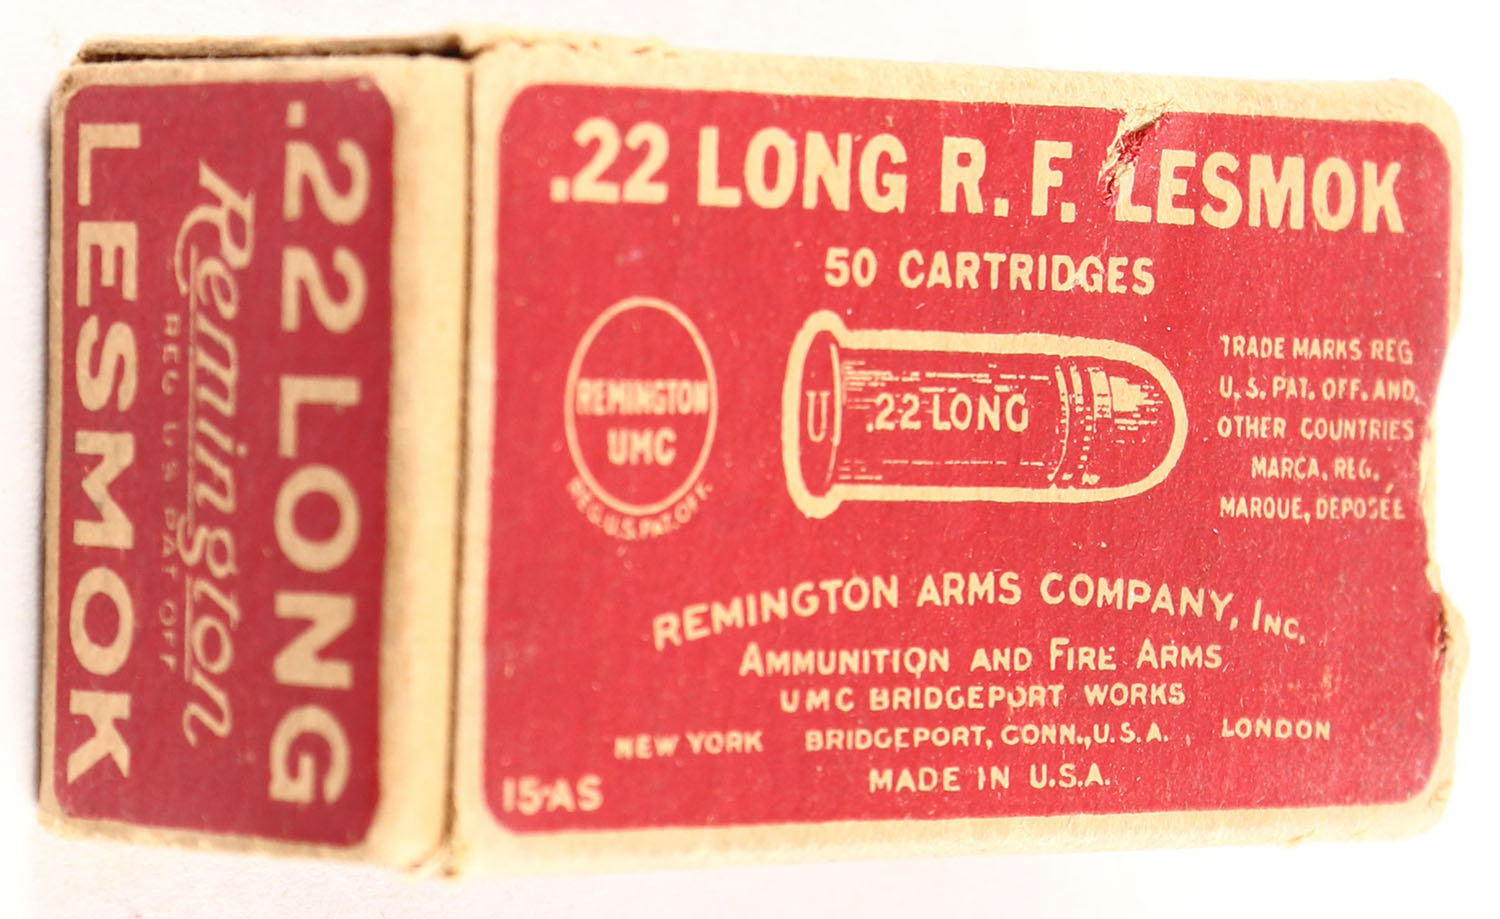 .22 LONG
Remington
REG U S PAT OFF
LESMOK
.22 LONG R.F. LESMOK
50 CARTRIDGES
REMINGTON
UMC
REG. U.S. PAT. OFF.
U
.22 LONG
TRADE MARKS REG
U.S. PAT. OFF. AND
OTHER COUNTRIES
MARCA, REG.
MARQUE, DEPOSÉE
REMINGTON ARMS COMPANY, INC.
AMMUNITION AND FIRE ARMS
UMC BRIDGEPORT WORKS
NEW YORK BRIDGEPORT, CONN., U.S.A. LONDON
MADE IN U.S.A.
15-AS